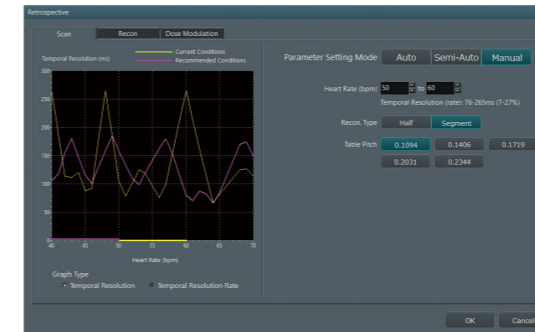 Retrospective
Scan Recon Dose Modulation
Temporal Resolution (ms)
Current Conditions
Recommended Conditions
300
250
200
150
100
50
0
40 45 50 55 60 65 70
Heart Rate (bpm)
Graph Type
Temporal Resolution Temporal Resolution Rate
Parameter Setting Mode Auto Semi-Auto Manual
Heart Rate (bpm) 50 to 60
Temporal Resolution (rate): 76-265ms (7-27%)
Recon. Type Half Segment
Table Pitch 0.1094 0.1406 0.1719
0.2031 0.2344
OK Cancel